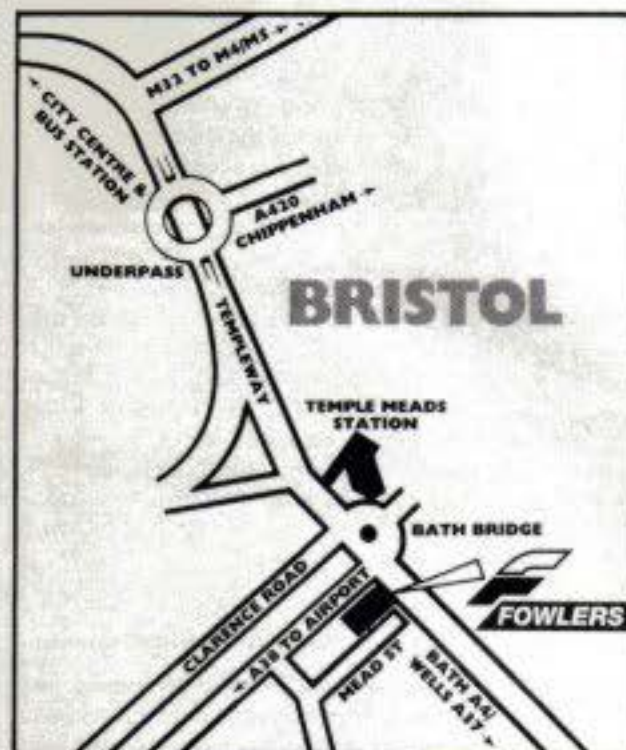 M32 TO M4/M5 →
← CITY CENTRE &
BUS STATION
A420
CHIPPENHAM →
UNDERPASS
BRISTOL
TEMPLEWAY
TEMPLE MEADS
STATION
BATH BRIDGE
FOWLERS
CLARENCE ROAD
← A38 TO AIRPORT
MEAD ST
BATH A4/
WELLS A37 →